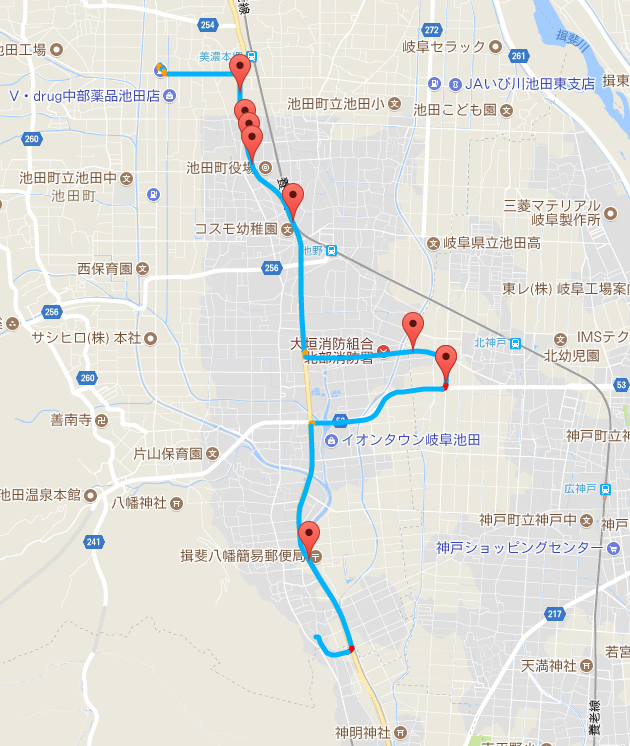 254
線
272
池田工場
美濃本郷
岐阜セラック
揖斐川
261
JAいび川池田東支店
V・drug中部薬品池田店
池田町立池田小
池田こども園
260
池田町役場
養
池田町立池田中
池田町
三菱マテリアル
岐阜製作所
コスモ幼稚園
池野
岐阜県立池田高
西保育園
256
東レ(株) 岐阜工場
256
サシヒロ(株) 本社
大垣消防組合
北部消防署
北神戸
IMSテク
北幼児園
260
53
善南寺
イオンタウン岐阜池田
片山保育園
神戸町立
池田温泉本館
八幡神社
広神戸
神戸町立神戸中
241
揖斐八幡簡易郵便局
神戸ショッピングセンター
217
若宮
天満神社
養老線
神明神社